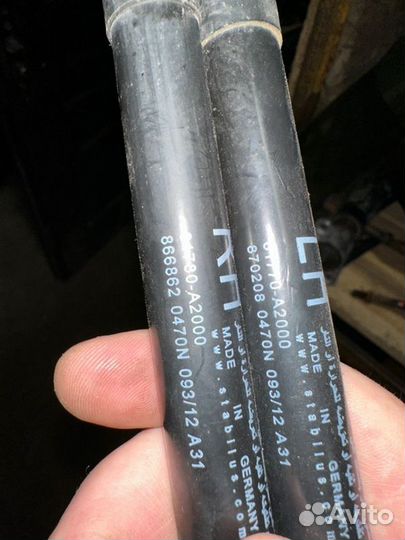 RH
81780-A2000
866862 0470N 093/12 A31
MADE IN GERMANY
www.stabilus.com
LH
81770-A2000
870208 0470N 093/12 A31
MADE IN GERMANY
www.stabilus.com
Avito